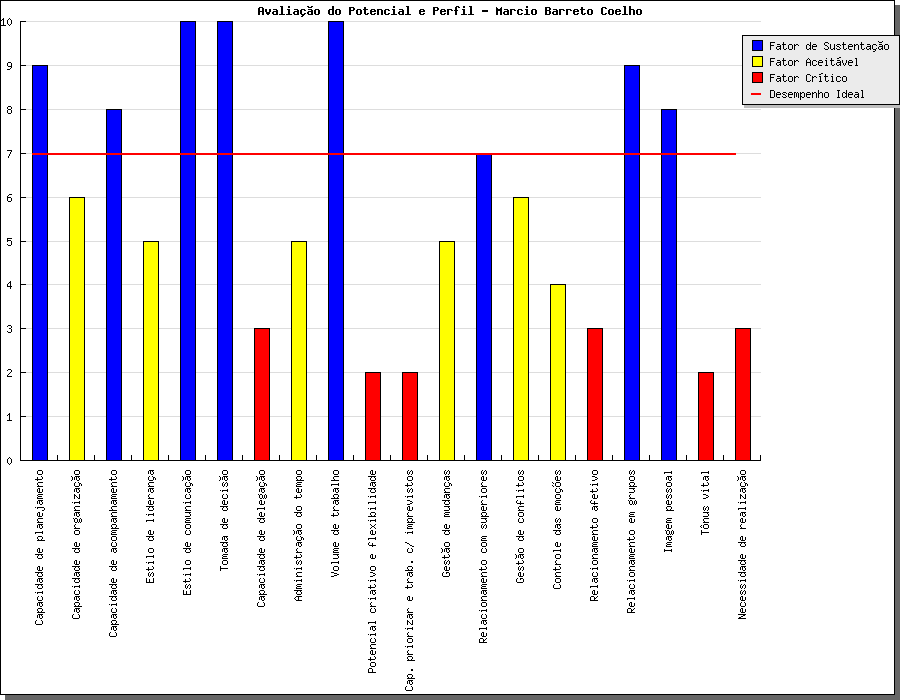 Avaliação do Potencial e Perfil - Marcio Barreto Coelho
10
9
8
7
6
5
4
3
2
1
0
Fator de Sustentação
Fator Aceitável
Fator Crítico
Desempenho Ideal
Capacidade de planejamento
Capacidade de organização
Capacidade de acompanhamento
Estilo de liderança
Estilo de comunicação
Tomada de decisão
Capacidade de delegação
Administração do tempo
Volume de trabalho
Potencial criativo e flexibilidade
Cap. priorizar e trab. c/ imprevistos
Gestão de mudanças
Relacionamento com superiores
Gestão de conflitos
Controle das emoções
Relacionamento afetivo
Relacionamento em grupos
Imagem pessoal
Tônus vital
Necessidade de realização